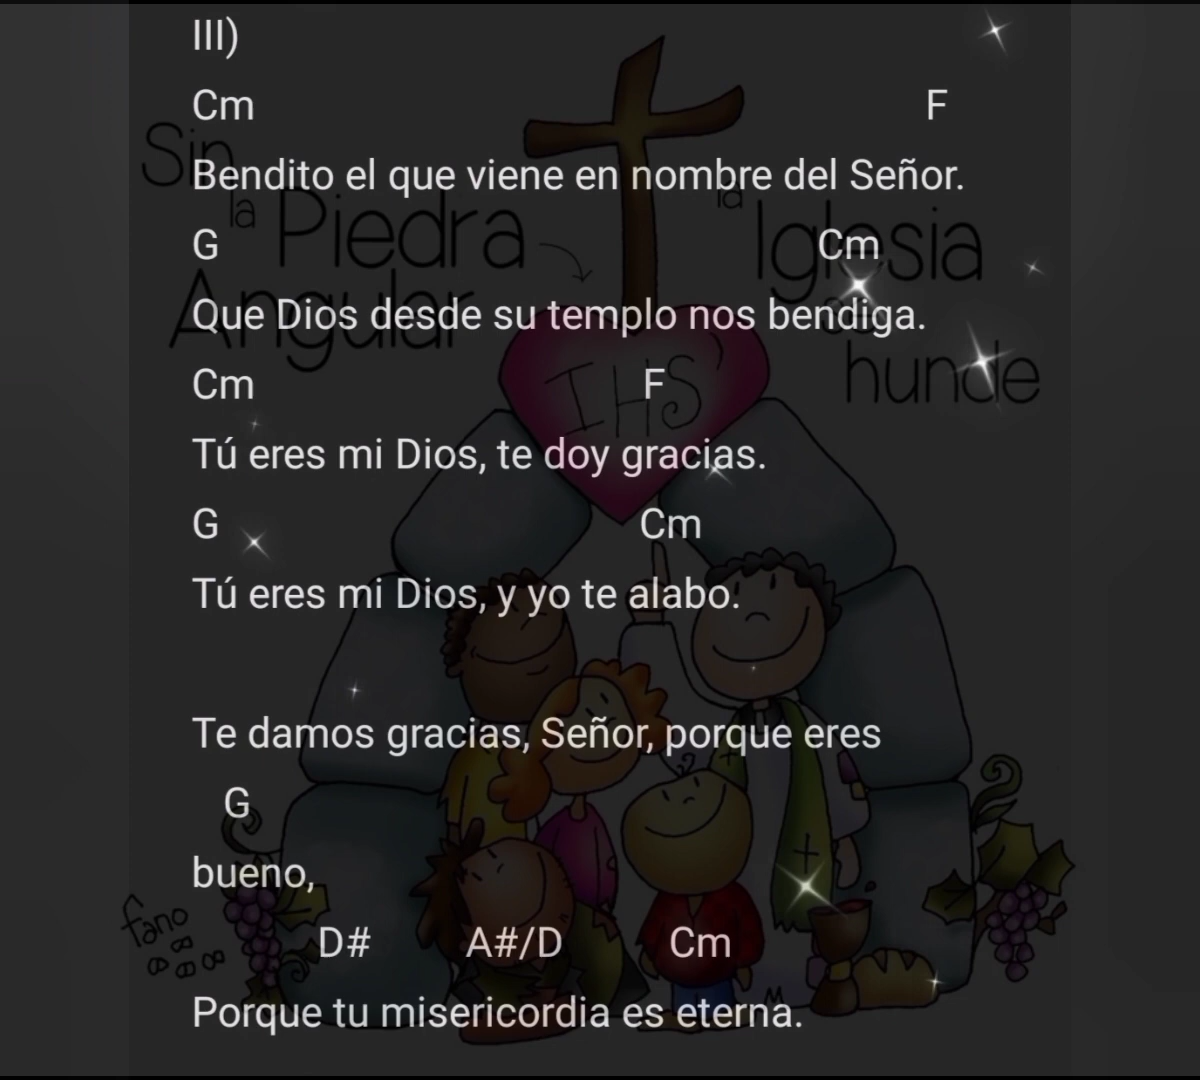 III)
Cm F
Bendito el que viene en nombre del Señor.
G Cm
Que Dios desde su templo nos bendiga.
Cm F
Tú eres mi Dios, te doy gracias.
G Cm
Tú eres mi Dios, y yo te alabo.
Te damos gracias, Señor, porque eres
G
bueno,
D# A#/D Cm
Porque tu misericordia es eterna.
Sin
la Piedra
Angular
la Iglesia
se
hunde
IHS
fano